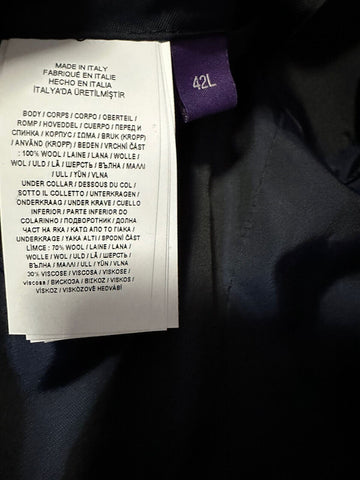 MADE IN ITALY
FABRIQUÉ EN ITALIE
HECHO EN ITALIA
İTALYA'DA ÜRETİLMİŞTİR
42L
BODY / CORPS / CORPO / OBERTEIL /
ROMP / HOVEDDEL / CUERPO / ПЕРЕД И
СПИНКА / КОРПУС / ΣΩΜΑ / BRUK (KROPP)
/ ANVÄND (KROPP) / BEDEN / VRCHNÍ ČÁST
: 100% WOOL / LAINE / LANA / WOLLE /
WOL / ULD / ЛА / ШЕРСТЬ / ВЪЛНА / ΜΑΛΛΙ
/ ULL / YÜN / VLNA
UNDER COLLAR / DESSOUS DU COL /
SOTTO IL COLLETTO / UNTERKRAGEN /
ONDERKRAAG / UNDER KRAVE / CUELLO
INFERIOR / PARTE INFERIOR DO
COLARINHO / ПОДВОРОТНИК / ДОЛНА
ЧАСТ НА ЯКА / ΚΑΤΩ ΑΠΟ ΤΟ ΓΙΑΚΑ /
UNDERKRAGE / YAKA ALTI / SPODNÍ ČÁST
LÍMCE : 70% WOOL / LAINE / LANA /
WOLLE / WOL / ULD / LÃ / ШЕРСТЬ /
ВЪЛНА / ΜΑΛΛΙ / ULL / YÜN / VLNA
30% VISCOSE / VISCOSA / VISKOSE /
viscose / ВИСКОЗА / ΒΙΣΚΟΖ / VISKOS /
VİSKOZ / VISKÓZOVÉ HEDVÁBÍ